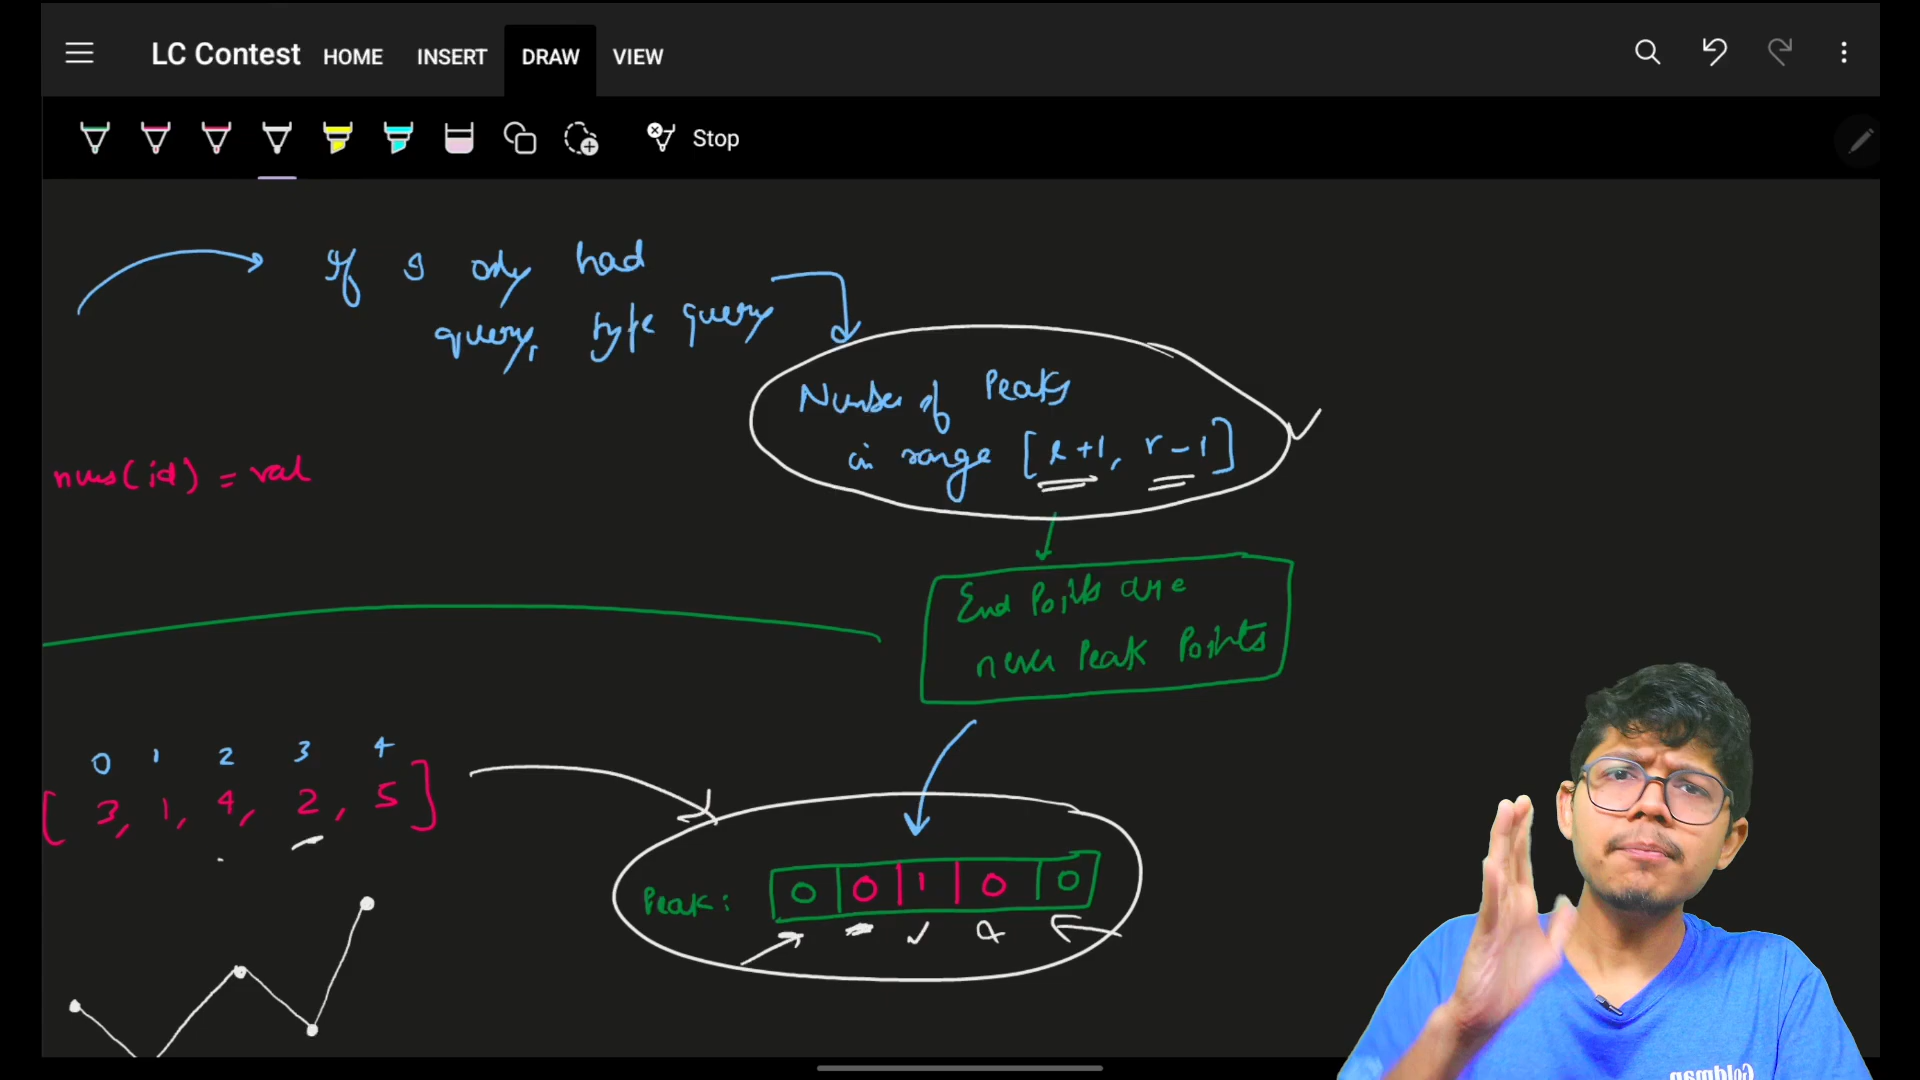 LC Contest HOME INSERT DRAW VIEW
Stop
If I only had
query type query
Number of Peaks
in range [l+1, r-1]
nums(id) = val
End Points are
never Peak Points
0 1 2 3 4
[3, 1, 4, 2, 5]
Peak: 0 0 1 0 0
Goldman